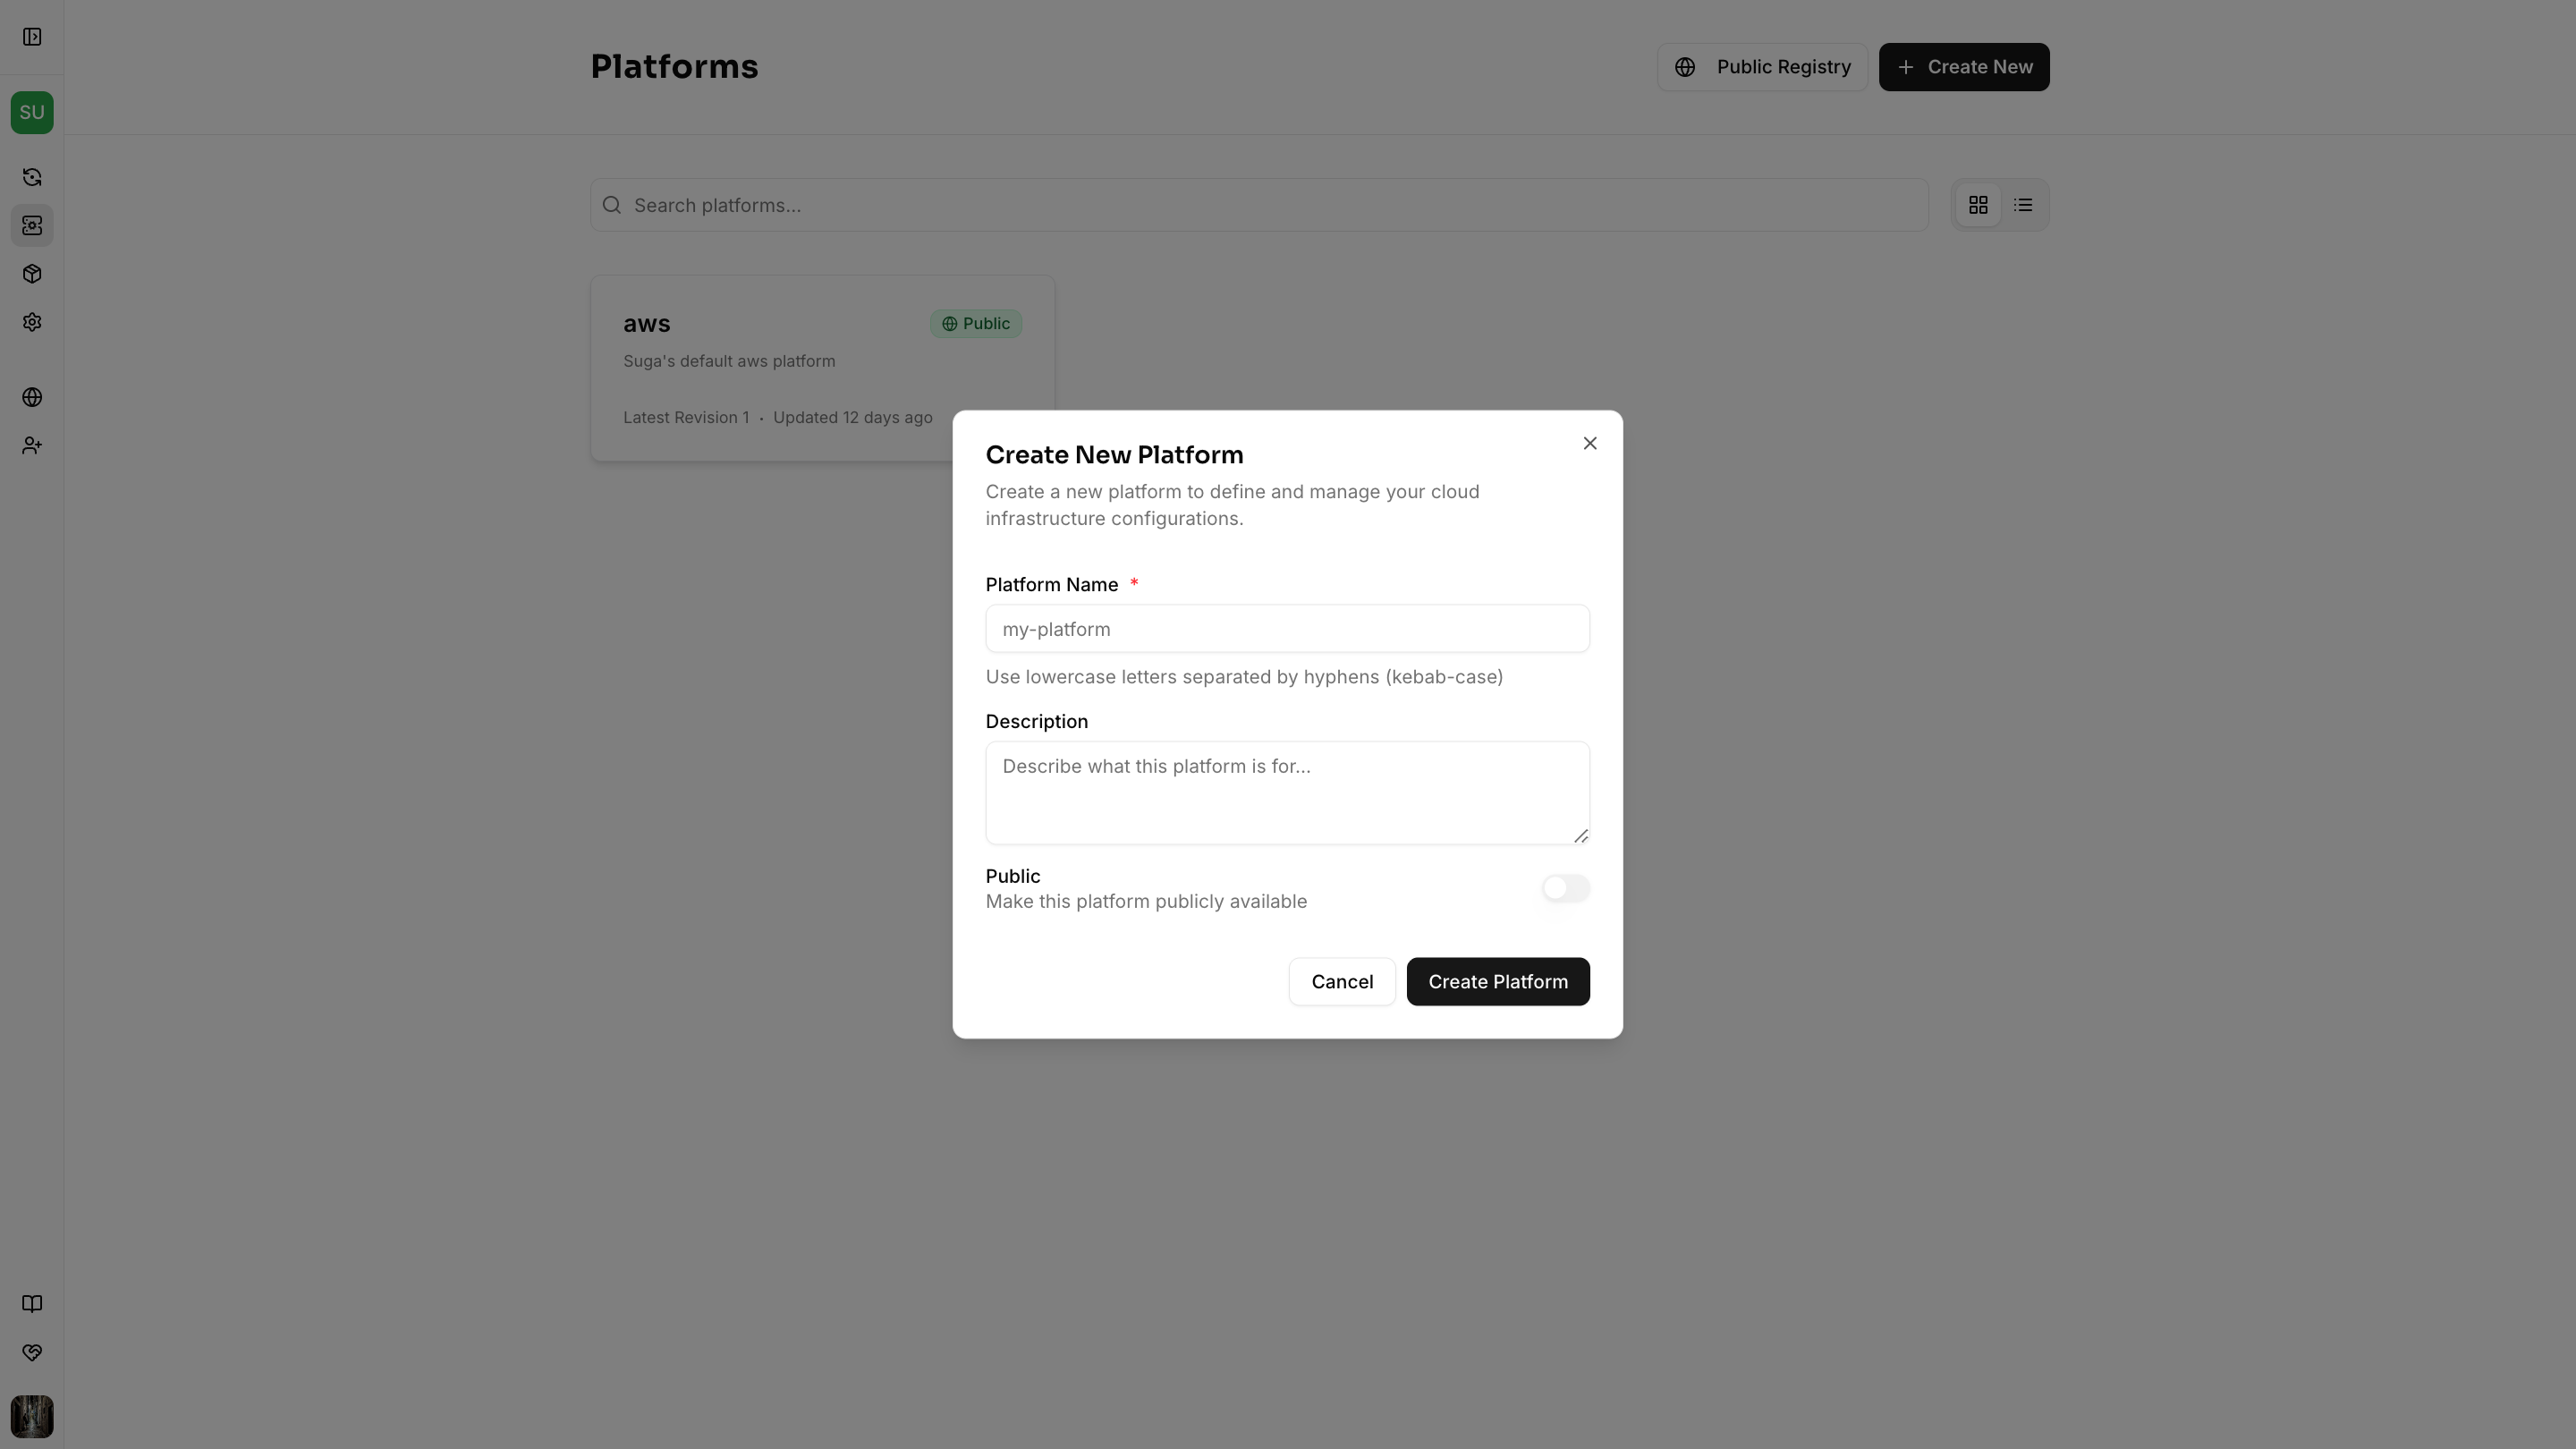 Platforms
Public Registry
Create New
SU
Search platforms...
aws
Public
Suga's default aws platform
Latest Revision 1 • Updated 12 days ago
Create New Platform
Create a new platform to define and manage your cloud
infrastructure configurations.
Platform Name *
my-platform
Use lowercase letters separated by hyphens (kebab-case)
Description
Describe what this platform is for...
Public
Make this platform publicly available
Cancel
Create Platform